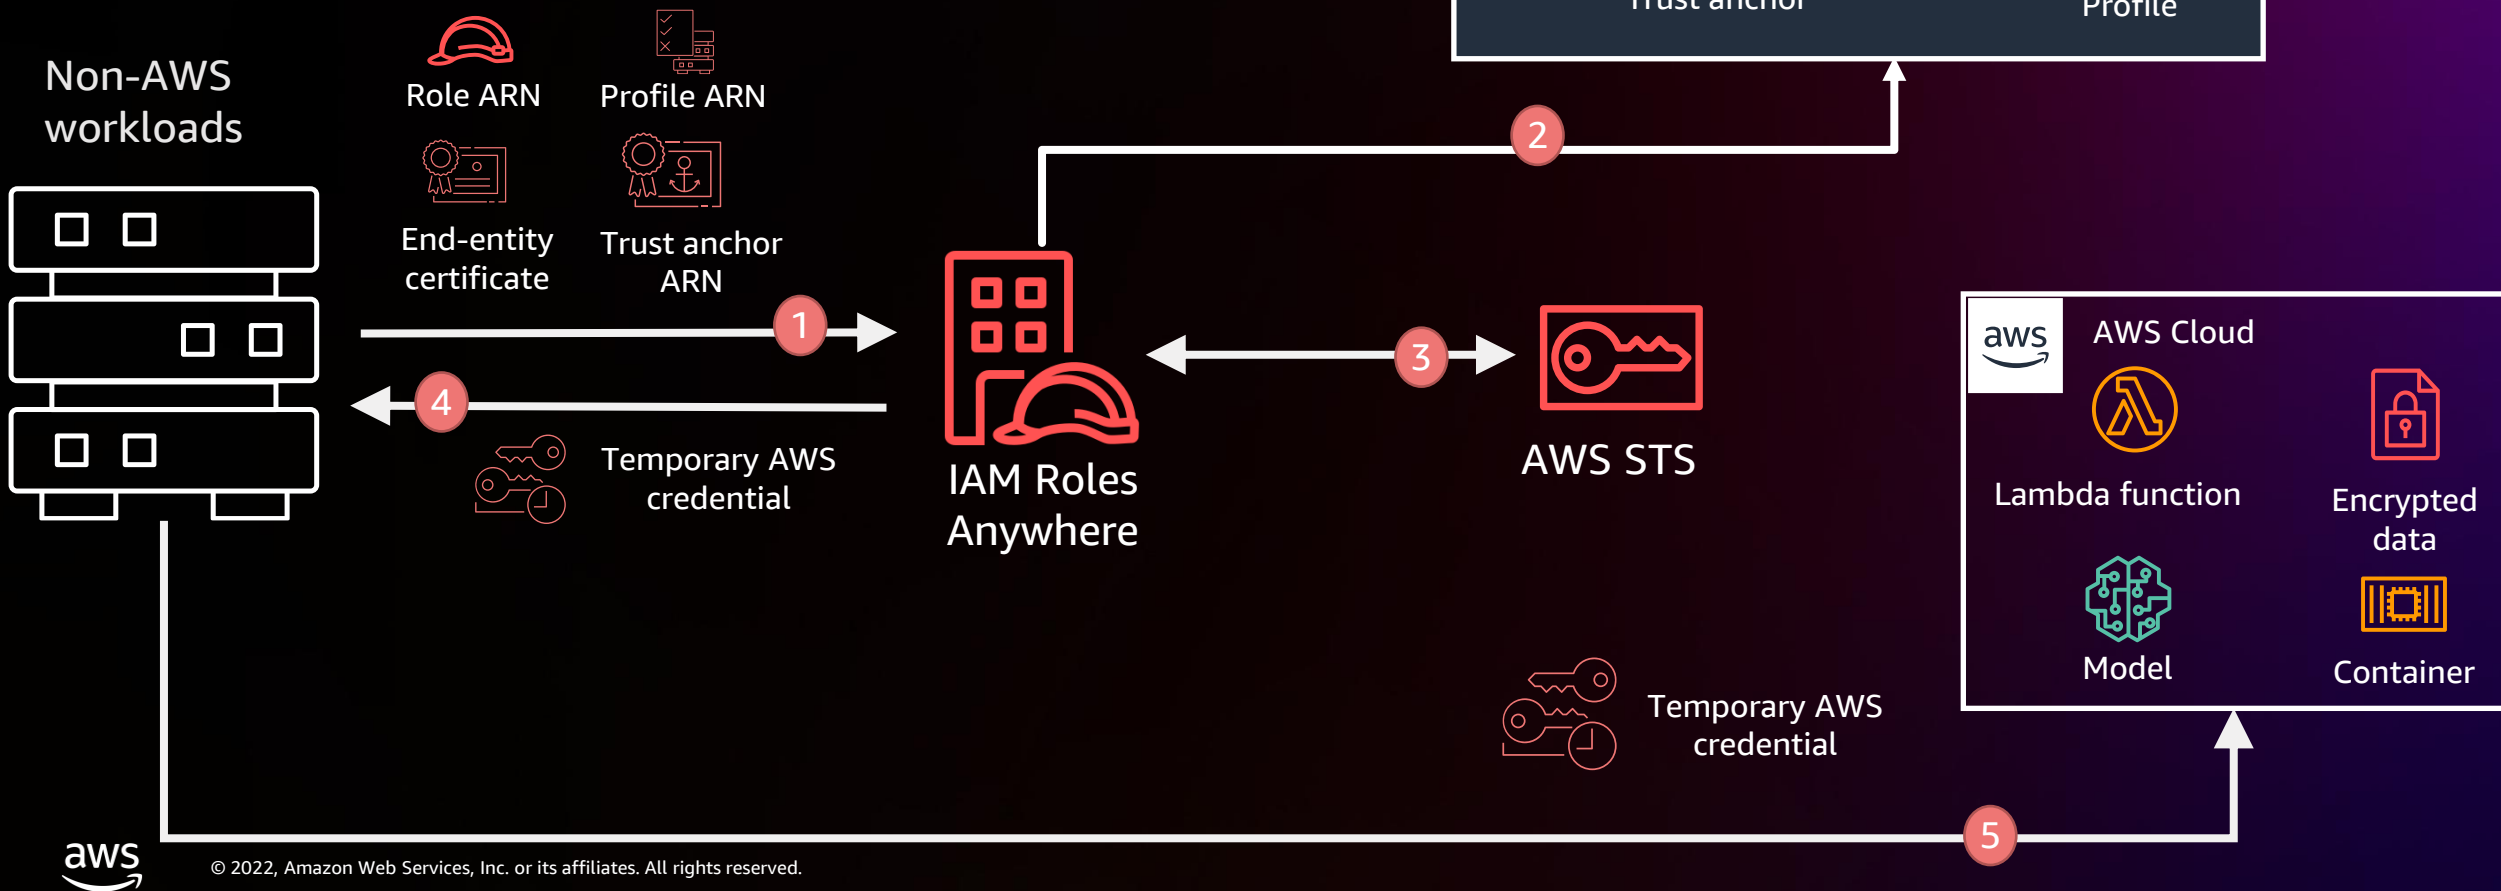 Trust anchor
Profile
Non-AWS
workloads
Role ARN
Profile ARN
End-entity
certificate
Trust anchor
ARN
1
2
3
4
Temporary AWS
credential
IAM Roles
Anywhere
AWS STS
aws
AWS Cloud
Lambda function
Encrypted
data
Model
Container
Temporary AWS
credential
5
aws
© 2022, Amazon Web Services, Inc. or its affiliates. All rights reserved.